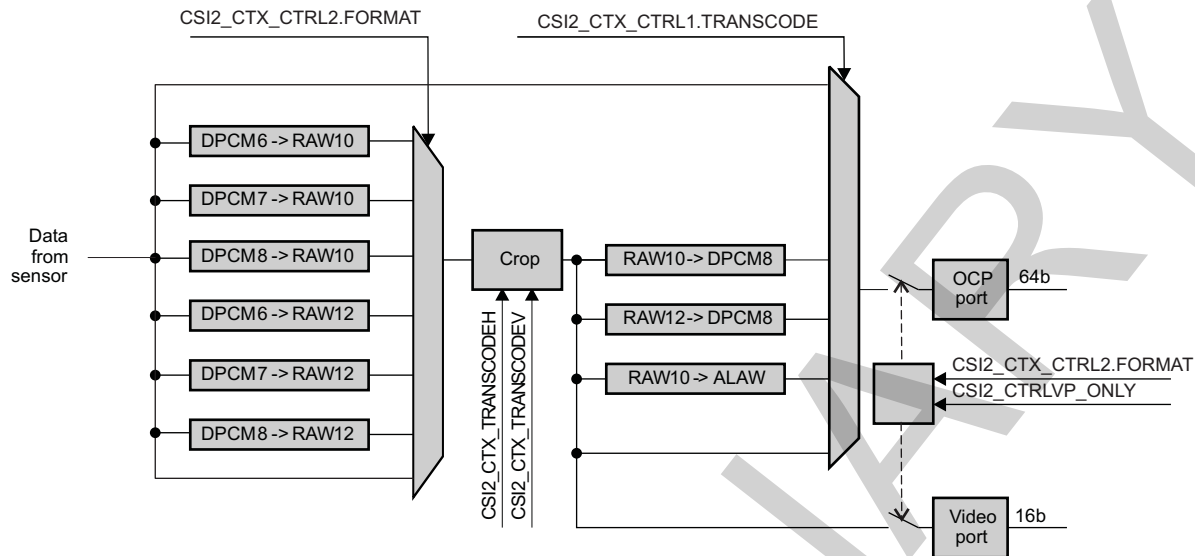 CSI2_CTX_CTRL2.FORMAT
CSI2_CTX_CTRL1.TRANSCODE
DPCM6 -> RAW10
DPCM7 -> RAW10
DPCM8 -> RAW10
DPCM6 -> RAW12
DPCM7 -> RAW12
DPCM8 -> RAW12
Data
from
sensor
Crop
CSI2_CTX_TRANSCODEH
CSI2_CTX_TRANSCODEV
RAW10 -> DPCM8
RAW12 -> DPCM8
RAW10 -> ALAW
OCP
port
64b
CSI2_CTX_CTRL2.FORMAT
CSI2_CTRLVP_ONLY
Video
port
16b
IARY